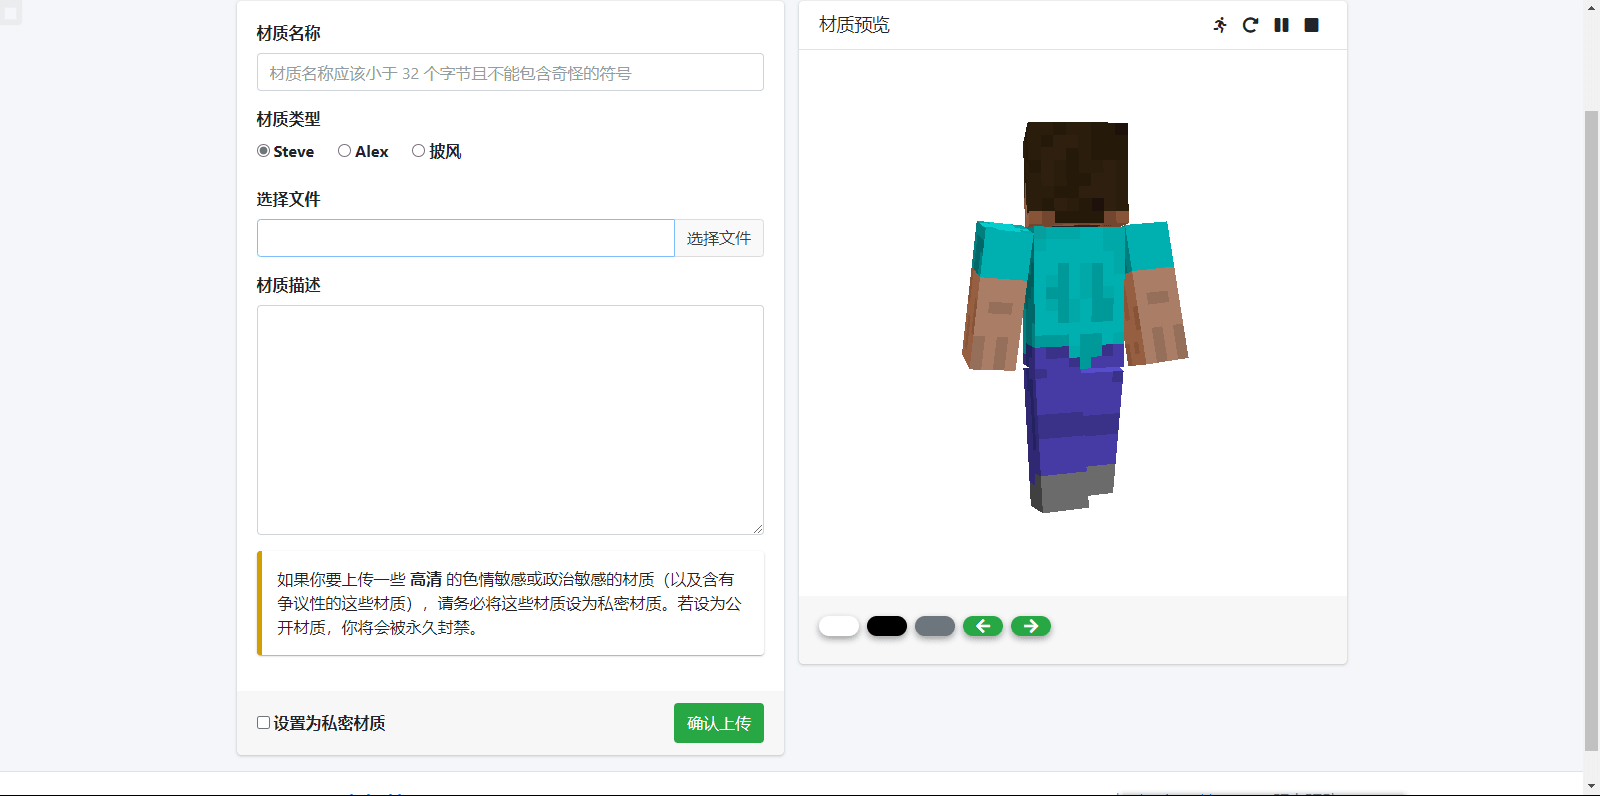 材质名称
材质名称应该小于 32 个字节且不能包含奇怪的符号
材质类型
Steve Alex 披风
选择文件
选择文件
材质描述
如果你要上传一些 高清 的色情敏感或政治敏感的材质（以及含有
争议性的这些材质），请务必将这些材质设为私密材质。若设为公
开材质，你将会被永久封禁。
设置为私密材质
确认上传
材质预览